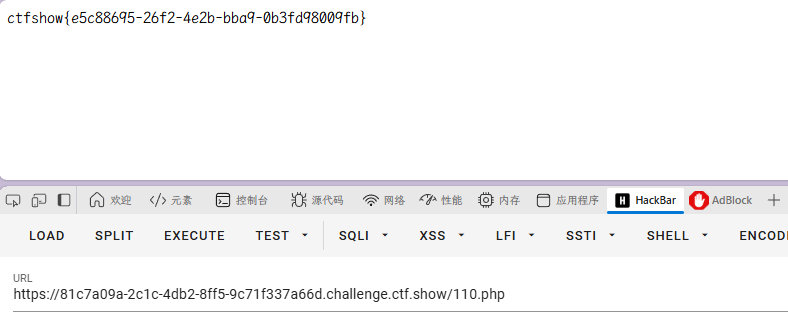 ctfshow{e5c88695-26f2-4e2b-bba9-0b3fd98009fb}
欢迎 元素 控制台 源代码 网络 性能 内存 应用程序 H HackBar AdBlock
LOAD SPLIT EXECUTE TEST SQLI XSS LFI SSTI SHELL ENCODI
URL
https://81c7a09a-2c1c-4db2-8ff5-9c71f337a66d.challenge.ctf.show/110.php